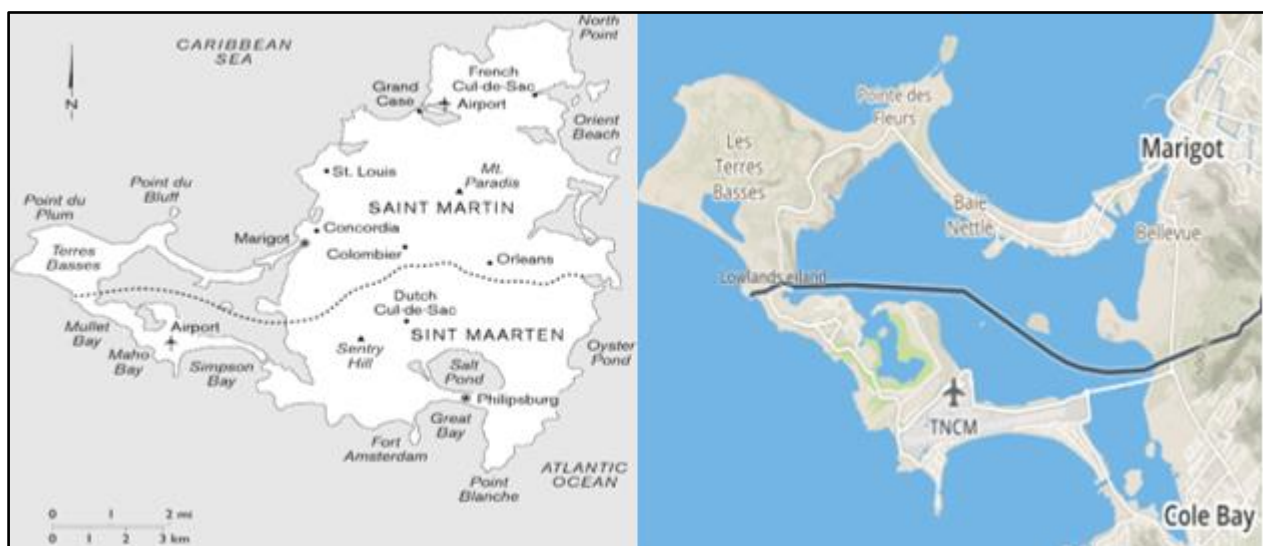 CARIBBEAN
SEA
North
Point
N
French
Cul-de-Sac
Grand
Case
Airport
Orient
Beach
St. Louis
Mt.
Paradis
Point du
Bluff
Point du
Plum
SAINT MARTIN
Concordia
Marigot
Colombier
Orleans
Terres
Basses
Dutch
Cul-de-Sac
Mullet
Bay
Airport
SINT MAARTEN
Maho
Bay
Simpson
Bay
Sentry
Hill
Oyster
Pond
Salt
Pond
Philipsburg
Great
Bay
Fort
Amsterdam
ATLANTIC
OCEAN
Point
Blanche
0 2 mi
0 1 2 3 km
Pointe des
Fleurs
Les
Terres
Basses
Marigot
Baie
Nettlé
Bellevue
Lowlands eiland
TNCM
Cole Bay